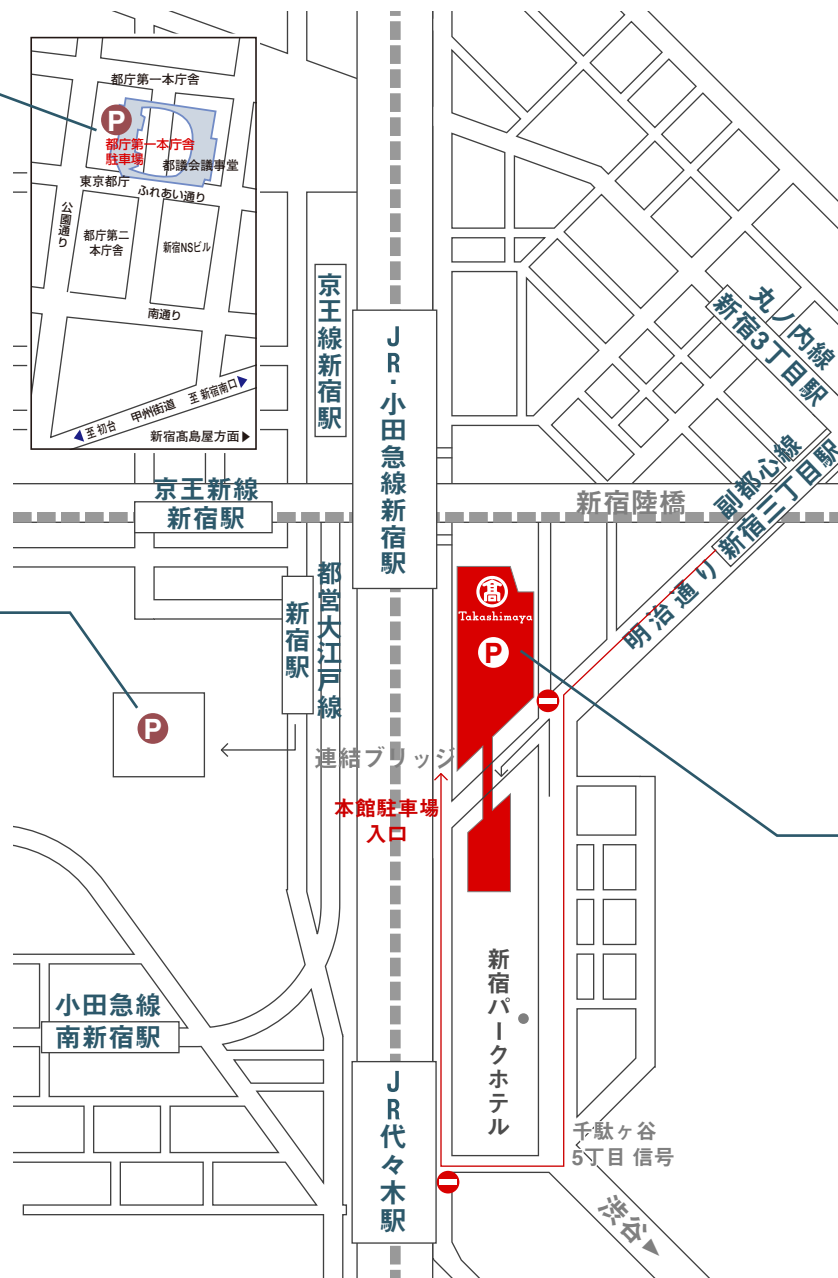 都庁第一本庁舎
P
都庁第一本庁舎
駐車場
都議会議事堂
東京都庁
ふれあい通り
公園通り
都庁第二
本庁舎
新宿NSビル
南通り
甲州街道
至 新宿南口
至 初台
新宿髙島屋方面
京王線新宿駅
JR・小田急線新宿駅
丸ノ内線
新宿3丁目駅
副都心線
新宿三丁目駅
京王新線
新宿駅
新宿陸橋
都営大江戸線
新宿駅
髙
Takashimaya
P
明治通り
P
連結ブリッジ
本館駐車場
入口
新宿パークホテル
小田急線
南新宿駅
JR代々木駅
千駄ヶ谷
5丁目 信号
渋谷